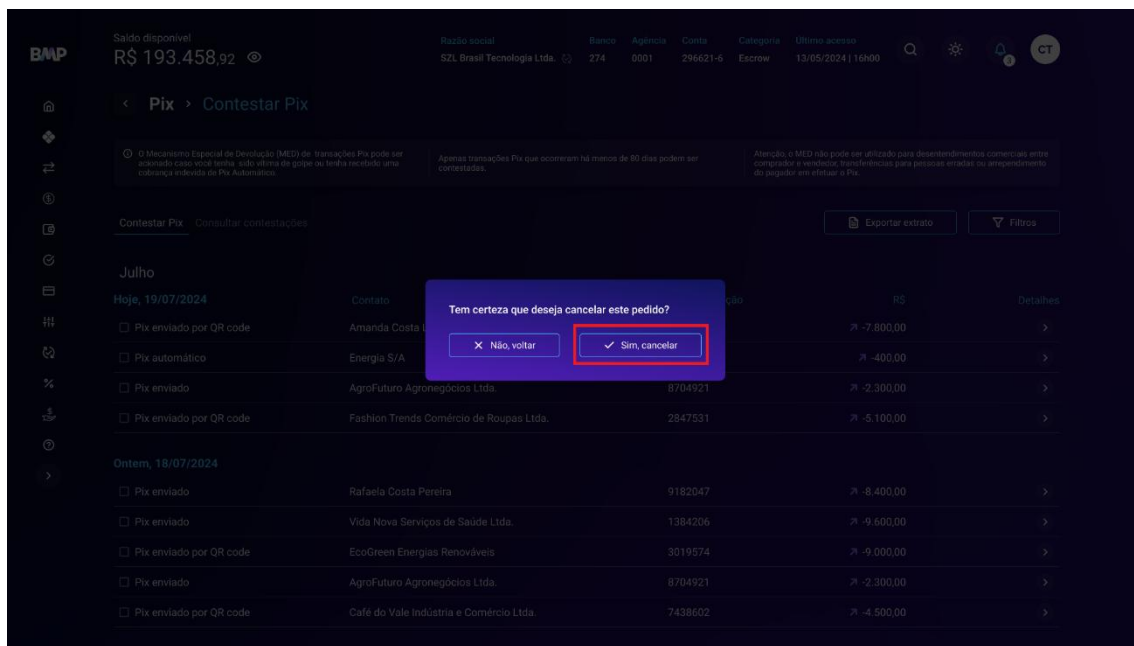 BMP
Saldo disponível
R$ 193.458,92
Razão social
SZL Brasil Tecnologia Ltda.
Banco
274
Agência
0001
Conta
296621-6
Categoria
Escrow
Último acesso
13/05/2024 | 16h00
3
CT
Pix > Contestar Pix
O Mecanismo Especial de Devolução (MED) de transações Pix pode ser
acionado caso você tenha sido vítima de golpe ou tenha recebido uma
cobrança indevida de Pix Automático.
Apenas transações Pix que ocorreram há menos de 80 dias podem ser
contestadas.
Atenção, o MED não pode ser utilizado para desentendimentos comerciais entre
comprador e vendedor, transferências para pessoas erradas ou arrependimento
do pagador em efetuar o Pix.
Contestar Pix Consultar contestações
Exportar extrato
Filtros
Julho
Hoje, 19/07/2024 Contato ção R$ Detalhes
Pix enviado por QR code Amanda Costa L -7.800,00
Pix automático Energia S/A -400,00
Pix enviado AgroFuturo Agronegócios Ltda. 8704921 -2.300,00
Pix enviado por QR code Fashion Trends Comércio de Roupas Ltda. 2847531 -5.100,00
Tem certeza que deseja cancelar este pedido?
Não, voltar
Sim, cancelar
Ontem, 18/07/2024
Pix enviado Rafaela Costa Pereira 9182047 -8.400,00
Pix enviado Vida Nova Serviços de Saúde Ltda. 1384206 -9.600,00
Pix enviado por QR code EcoGreen Energias Renováveis 3019574 -9.000,00
Pix enviado AgroFuturo Agronegócios Ltda. 8704921 -2.300,00
Pix enviado por QR code Café do Vale Indústria e Comércio Ltda. 7438602 -4.500,00